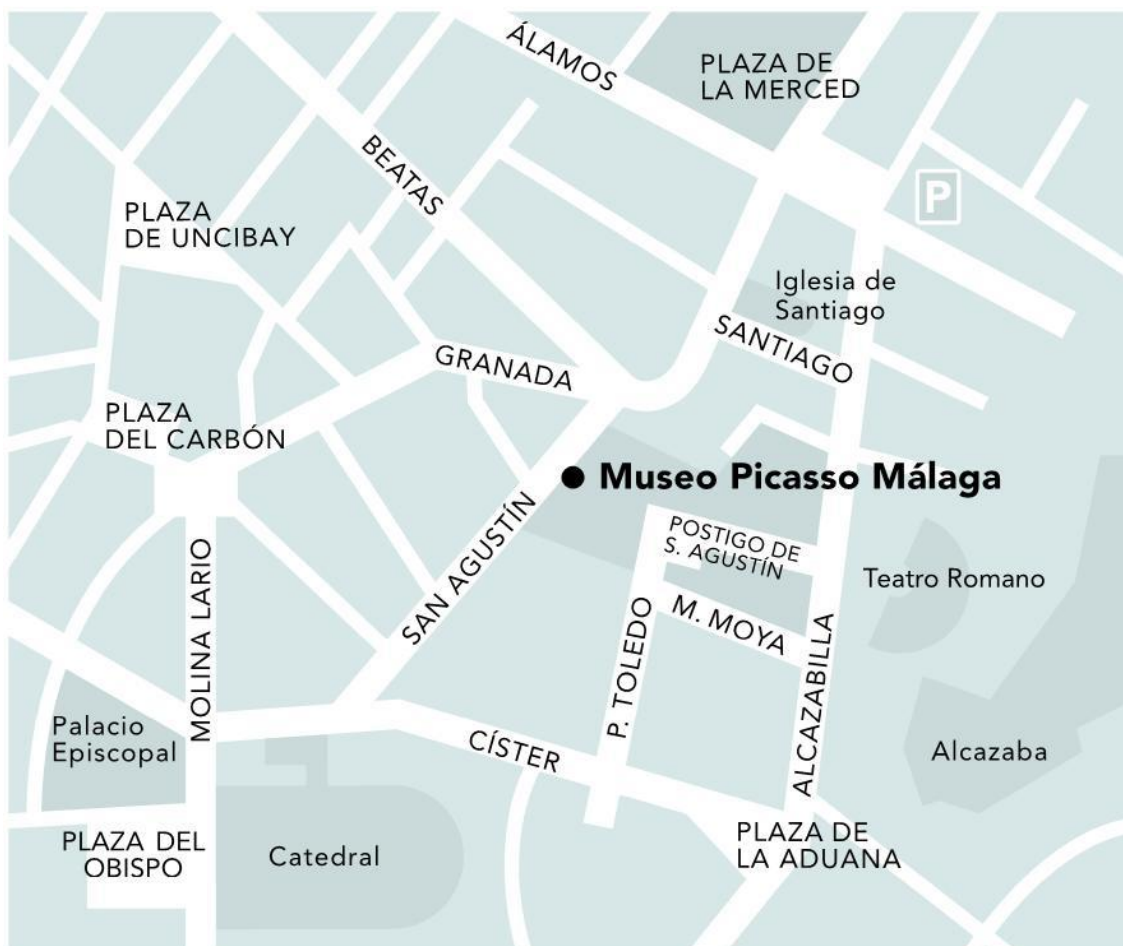 ÁLAMOS
PLAZA DE
LA MERCED
BEATAS
P
PLAZA
DE UNCIBAY
Iglesia de
Santiago
SANTIAGO
GRANADA
PLAZA
DEL CARBÓN
Museo Picasso Málaga
POSTIGO DE
S. AGUSTÍN
Teatro Romano
SAN AGUSTÍN
MOLINA LARIO
M. MOYA
P. TOLEDO
ALCAZABILLA
Palacio
Episcopal
CÍSTER
Alcazaba
PLAZA DEL
OBISPO
Catedral
PLAZA DE
LA ADUANA